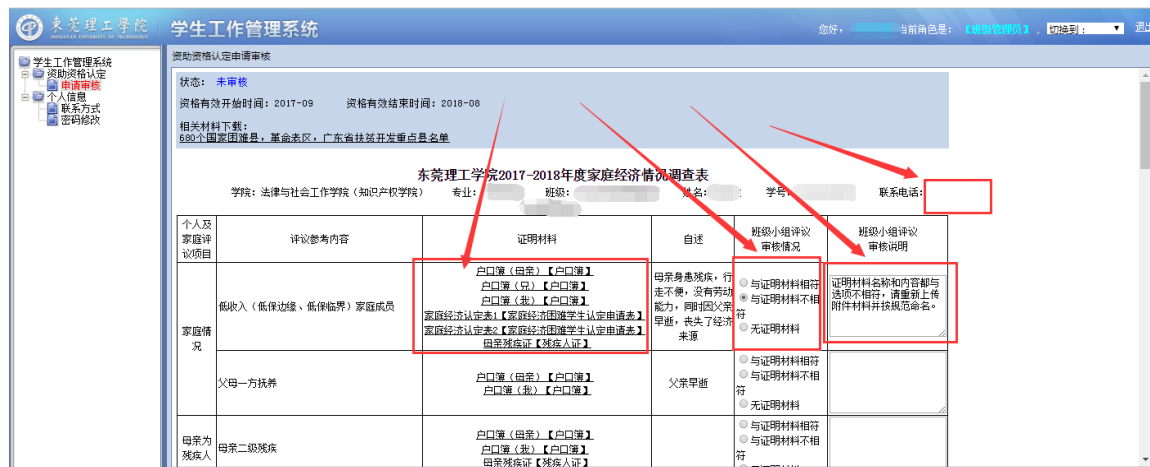 東莞理工學院 学生工作管理系统
DONGGUAN UNIVERSITY OF TECHNOLOGY
您好， 当前角色是：【班级管理员】，切换到： 退出
学生工作管理系统
资助资格认定
申请审核
个人信息
联系方式
密码修改
资助资格认定申请审核
状态： 未审核
资格有效开始时间：2017-09 资格有效结束时间：2018-08
相关材料下载：
680个国家困难县，革命老区，广东省扶贫开发重点县名单
东莞理工学院2017-2018年度家庭经济情况调查表
学院：法律与社会工作学院（知识产权学院） 专业： 班级： 姓名： 学号： 联系电话：
个人及家庭评议项目
评议参考内容
证明材料
自述
班级小组评议
审核情况
班级小组评议
审核说明
家庭情况
低收入（低保边缘、低保临界）家庭成员
户口簿（母亲）【户口簿】
户口簿（兄）【户口簿】
户口簿（我）【户口簿】
家庭经济认定表1【家庭经济困难学生认定申请表】
家庭经济认定表2【家庭经济困难学生认定申请表】
母亲残疾证【残疾人证】
母亲身患残疾，行
走不便，没有劳动
能力，同时因父亲
早逝，丧失了经济
来源
与证明材料相符
与证明材料不相
符
无证明材料
证明材料名称和内容都与
选项不相符，请重新上传
附件材料并按规范命名。
父母一方抚养
户口簿（母亲）【户口簿】
户口簿（我）【户口簿】
父亲早逝
与证明材料相符
与证明材料不相
符
无证明材料
母亲为
残疾人
母亲二级残疾
户口簿（母亲）【户口簿】
户口簿（我）【户口簿】
母亲残疾证【残疾人证】
与证明材料相符
与证明材料不相
符